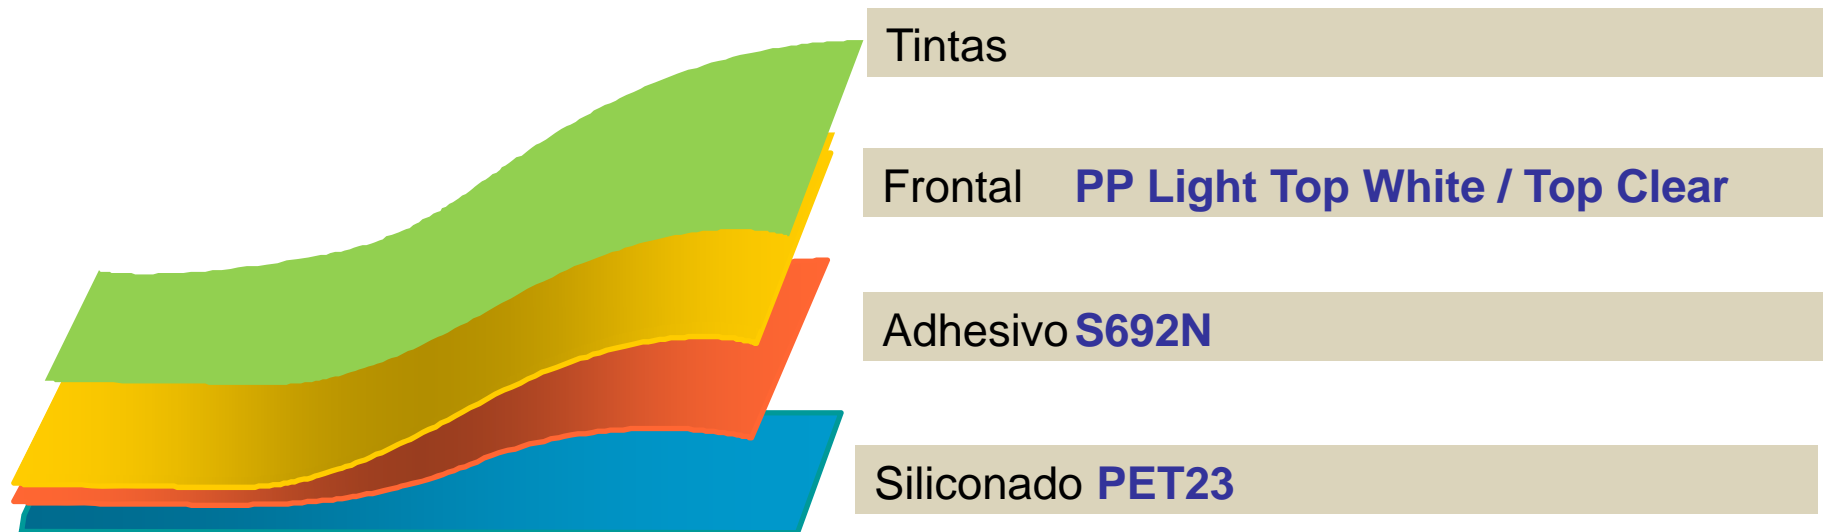 Tintas
Frontal PP Light Top White / Top Clear
Adhesivo S692N
Siliconado PET23